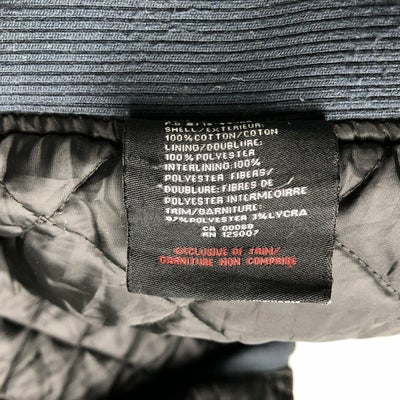 SHELL/EXTERIEUR:
100% COTTON/COTON
LINING/DOUBLURE:
100% POLYESTER
INTERLINING:100%
POLYESTER FIBERS/
DOUBLURE: FIBRES DE
POLYESTER INTERMEDIRRE
TRIM/GARNITURE:
97% POLYESTER 3% LYCRA
CA 00068
RN 125007
EXCLUSIVE OF TRIM/
GARNITURE NON COMPRISE